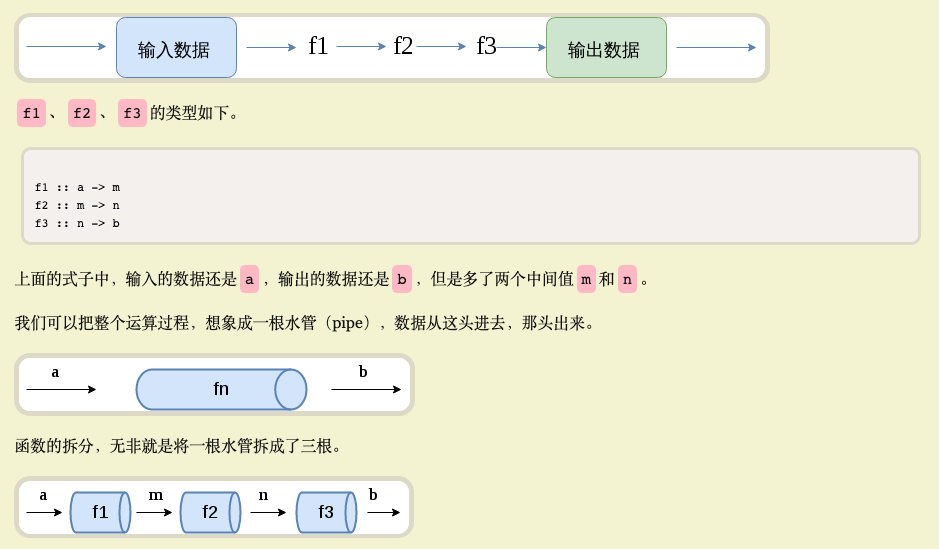 输入数据 f1 f2 f3 输出数据
f1 、 f2 、 f3 的类型如下。
f1 :: a -> m
f2 :: m -> n
f3 :: n -> b
上面的式子中，输入的数据还是 a ，输出的数据还是 b ，但是多了两个中间值 m 和 n 。
我们可以把整个运算过程，想象成一根水管（pipe），数据从这头进去，那头出来。
a fn b
函数的拆分，无非就是将一根水管拆成了三根。
a f1 m f2 n f3 b